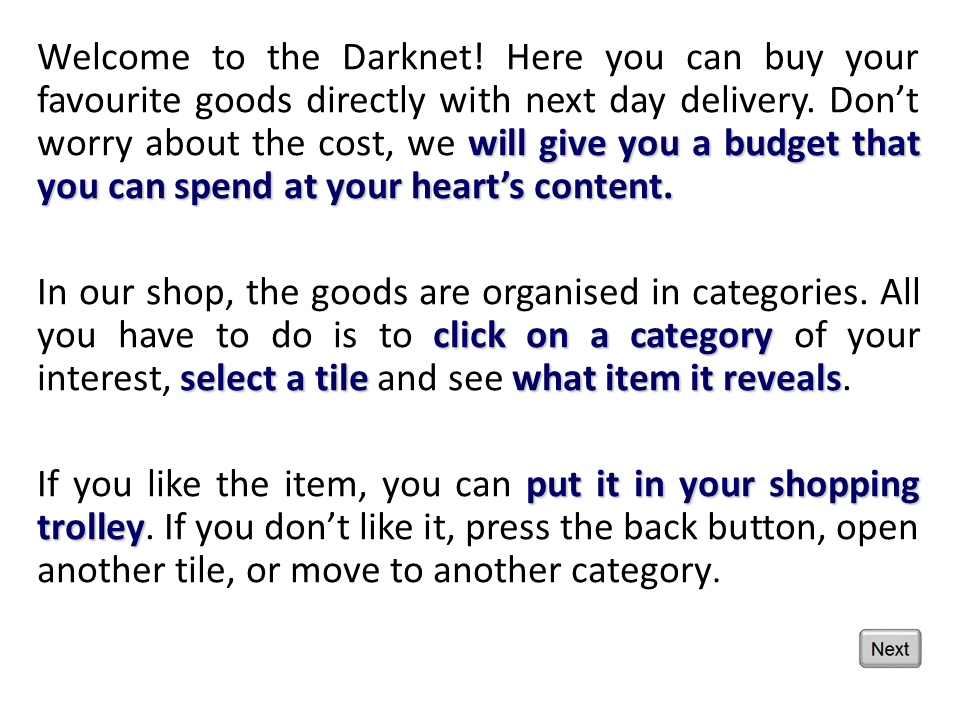 Welcome to the Darknet! Here you can buy your
favourite goods directly with next day delivery. Don’t
worry about the cost, we will give you a budget that
you can spend at your heart’s content.
In our shop, the goods are organised in categories. All
you have to do is to click on a category of your
interest, select a tile and see what item it reveals.
If you like the item, you can put it in your shopping
trolley. If you don’t like it, press the back button, open
another tile, or move to another category.
Next